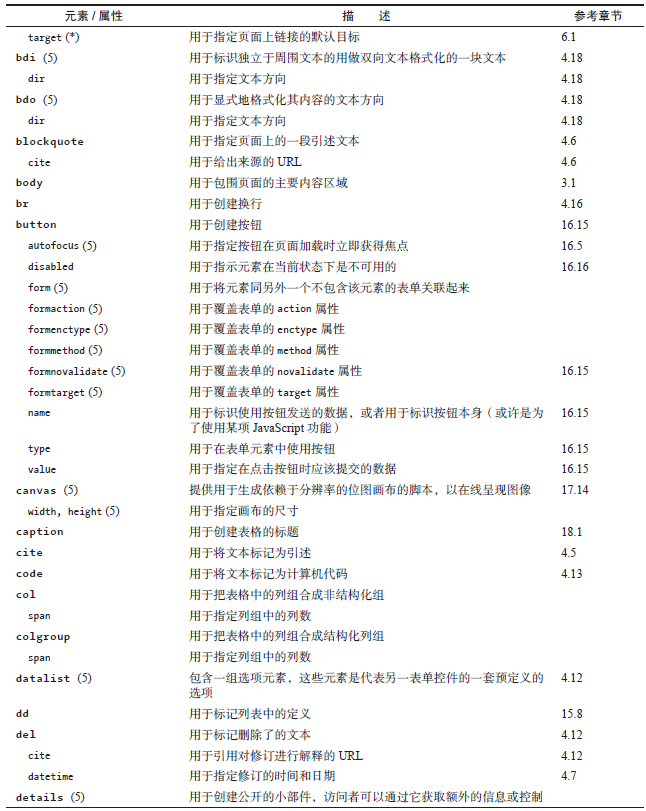 元素 / 属性 描 述 参考章节
target (*) 用于指定页面上链接的默认目标 6.1
bdi (5) 用于标识独立于周围文本的用做双向文本格式化的一块文本 4.18
dir 用于指定文本方向 4.18
bdo (5) 用于显式地格式化其内容的文本方向 4.18
dir 用于指定文本方向 4.18
blockquote 用于指定页面上的一段引述文本 4.6
cite 用于给出来源的 URL 4.6
body 用于包围页面的主要内容区域 3.1
br 用于创建换行 4.16
button 用于创建按钮 16.15
autofocus (5) 用于指定按钮在页面加载时立即获得焦点 16.5
disabled 用于指示元素在当前状态下是不可用的 16.16
form (5) 用于将元素同另外一个不包含该元素的表单关联起来
formaction (5) 用于覆盖表单的 action 属性
formenctype (5) 用于覆盖表单的 enctype 属性
formmethod (5) 用于覆盖表单的 method 属性
formnovalidate (5) 用于覆盖表单的 novalidate 属性 16.15
formtarget (5) 用于覆盖表单的 target 属性
name 用于标识使用按钮发送的数据，或者用于标识按钮本身（或许是为 16.15
了使用某项 JavaScript 功能）
type 用于在表单元素中使用按钮 16.15
value 用于指定在点击按钮时应该提交的数据 16.15
canvas (5) 提供用于生成依赖于分辨率的位图画布的脚本，以在线呈现图像 17.14
width, height (5) 用于指定画布的尺寸
caption 用于创建表格的标题 18.1
cite 用于将文本标记为引述 4.5
code 用于将文本标记为计算机代码 4.13
col 用于把表格中的列组合成非结构化组
span 用于指定列组中的列数
colgroup 用于把表格中的列组合成结构化列组
span 用于指定列组中的列数
datalist (5) 包含一组选项元素，这些元素是代表另一表单控件的一套预定义的 4.12
选项
dd 用于标记列表中的定义 15.8
del 用于标记删除了的文本 4.12
cite 用于引用对修订进行解释的 URL 4.12
datetime 用于指定修订的时间和日期 4.7
details (5) 用于创建公开的小部件，访问者可以通过它获取额外的信息或控制